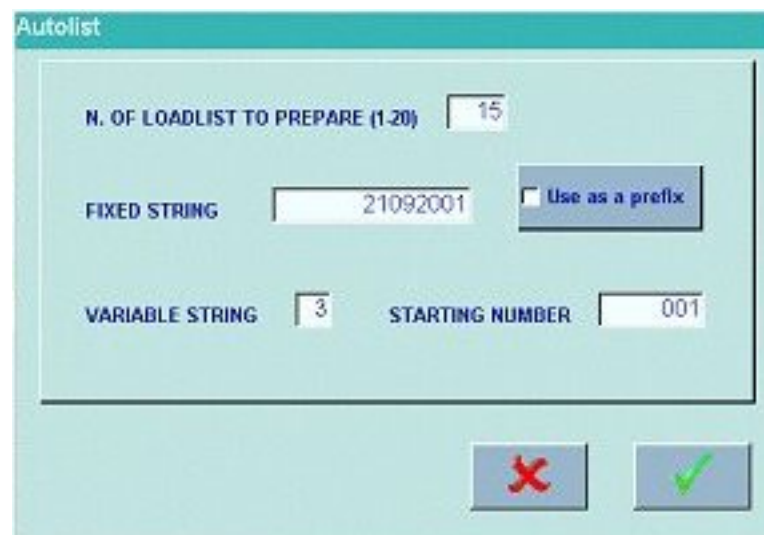 Autolist
N. OF LOADLIST TO PREPARE (1-20) 15
FIXED STRING 21092001 Use as a prefix
VARIABLE STRING 3 STARTING NUMBER 001